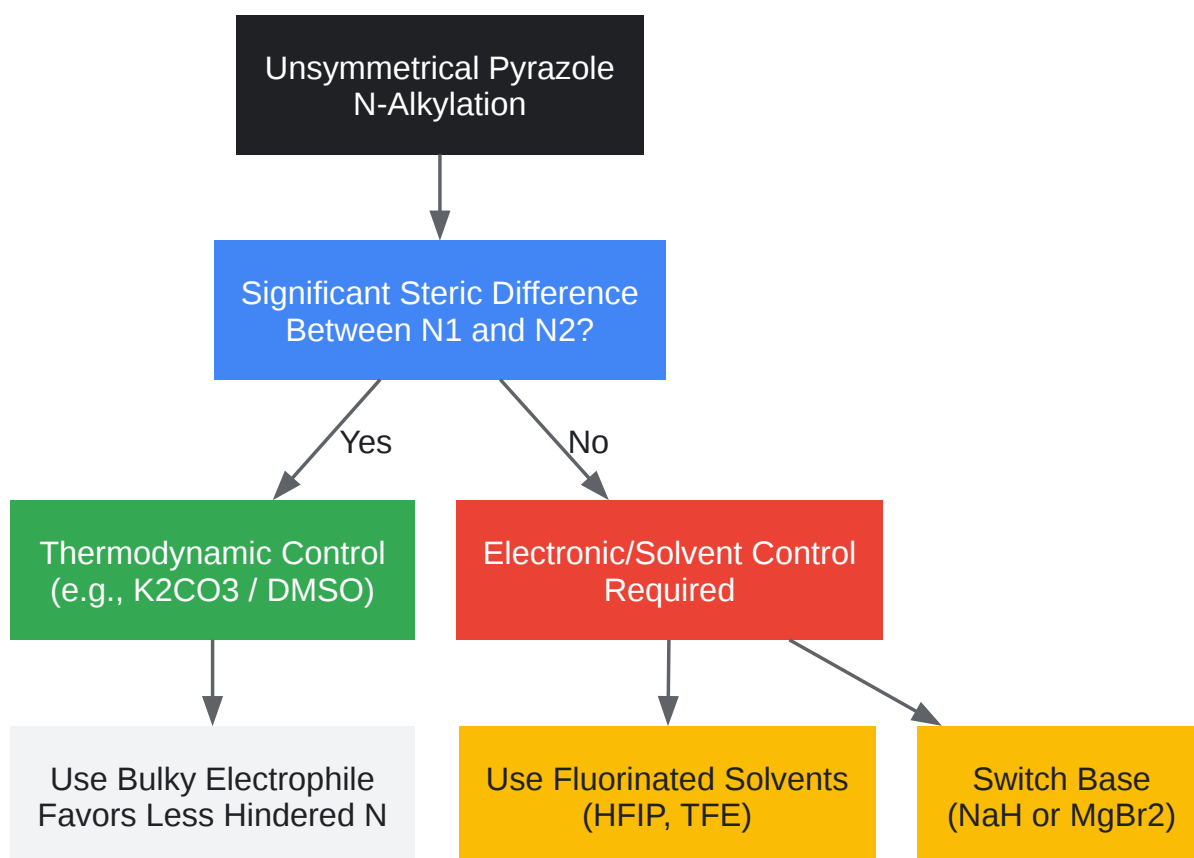 Unsymmetrical Pyrazole
N-Alkylation
Significant Steric Difference
Between N1 and N2?
Yes
No
Thermodynamic Control
(e.g., K2CO3 / DMSO)
Electronic/Solvent Control
Required
Use Bulky Electrophile
Favors Less Hindered N
Use Fluorinated Solvents
(HFIP, TFE)
Switch Base
(NaH or MgBr2)